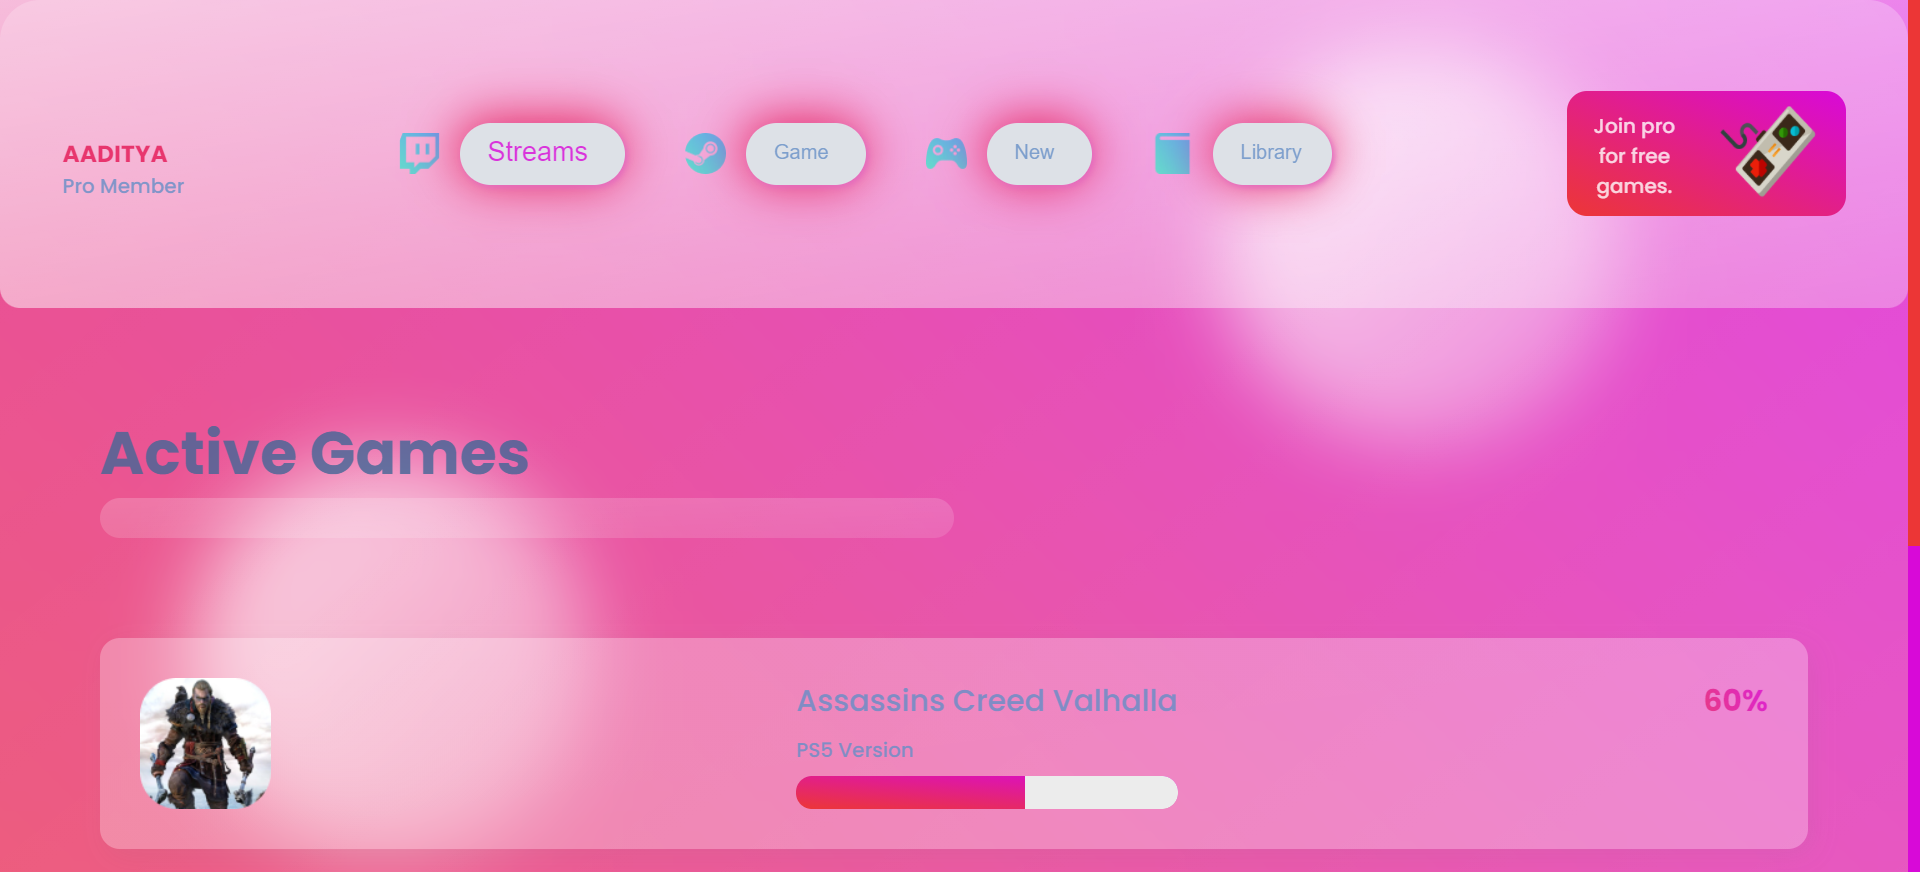 AADITYA
Pro Member
Streams
Game
New
Library
Join pro
for free
games.
Active Games
Assassins Creed Valhalla
60%
PS5 Version